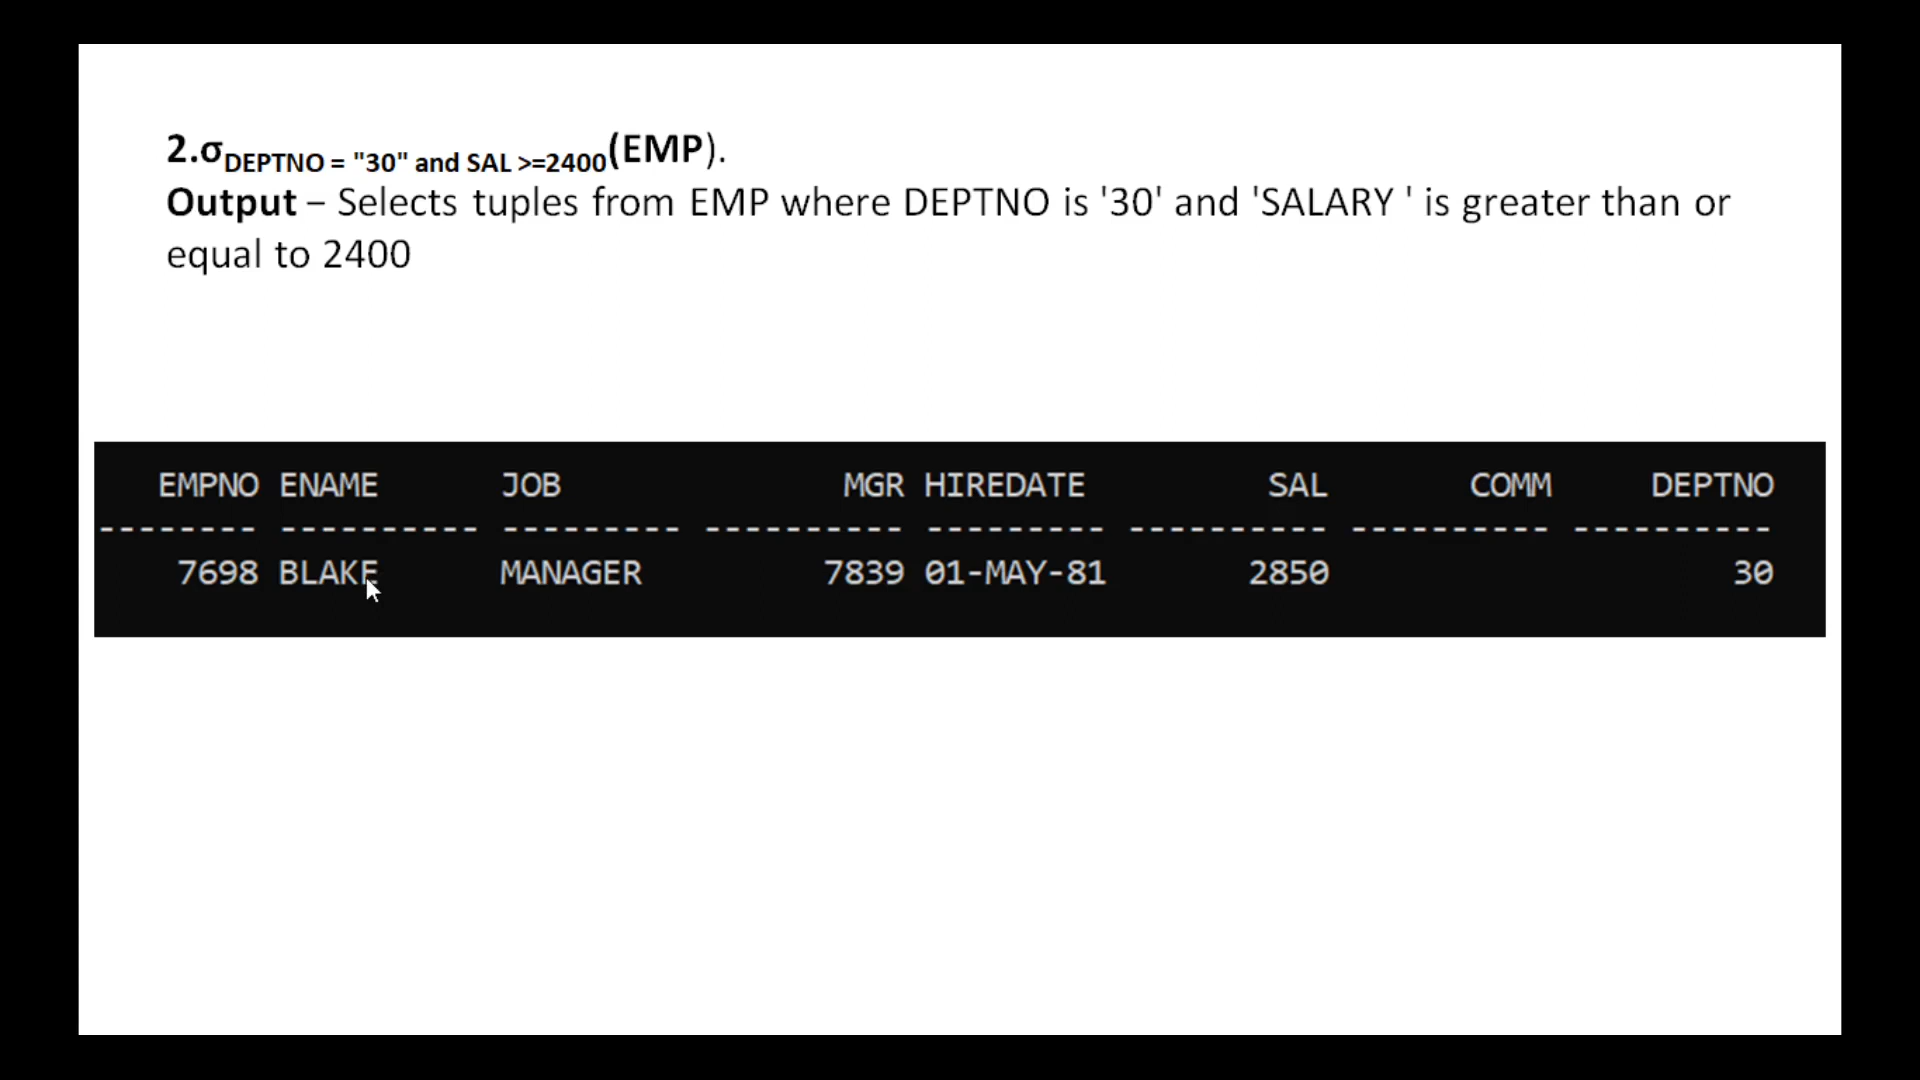 2.σDEPTNO = "30" and SAL >=2400(EMP).
Output – Selects tuples from EMP where DEPTNO is '30' and 'SALARY ' is greater than or
equal to 2400
EMPNO ENAME JOB MGR HIREDATE SAL COMM DEPTNO
-------- ---------- --------- ---------- --------- ---------- ---------- ----------
7698 BLAKE MANAGER 7839 01-MAY-81 2850 30